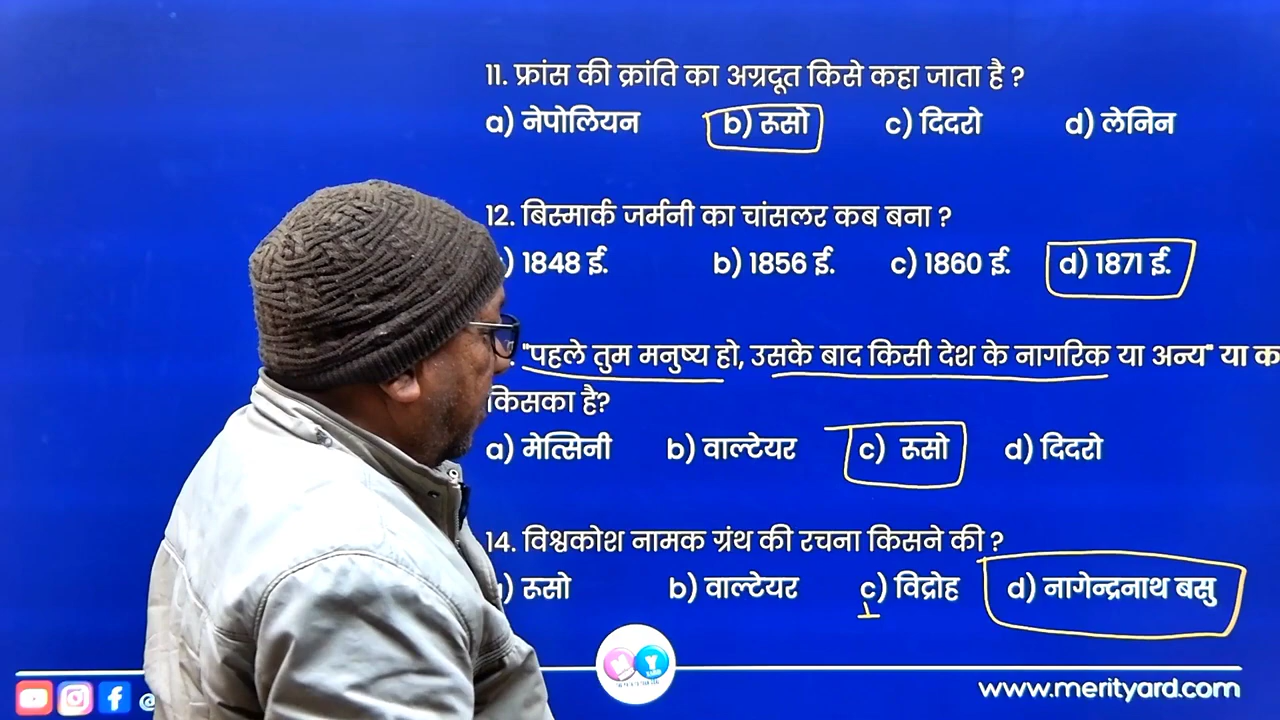 11. फ्रांस की क्रांति का अग्रदूत किसे कहा जाता है ?
a) नेपोलियन b) रूसो c) दिदरो d) लेनिन
12. बिस्मार्क जर्मनी का चांसलर कब बना ?
) 1848 ई. b) 1856 ई. c) 1860 ई. d) 1871 ई.
"पहले तुम मनुष्य हो, उसके बाद किसी देश के नागरिक या अन्य" या क
किसका है?
a) मेत्सिनी b) वाल्टेयर c) रूसो d) दिदरो
14. विश्वकोश नामक ग्रंथ की रचना किसने की ?
) रूसो b) वाल्टेयर c) विद्रोह d) नागेन्द्रनाथ बसु
M Y
@ www.merityard.com